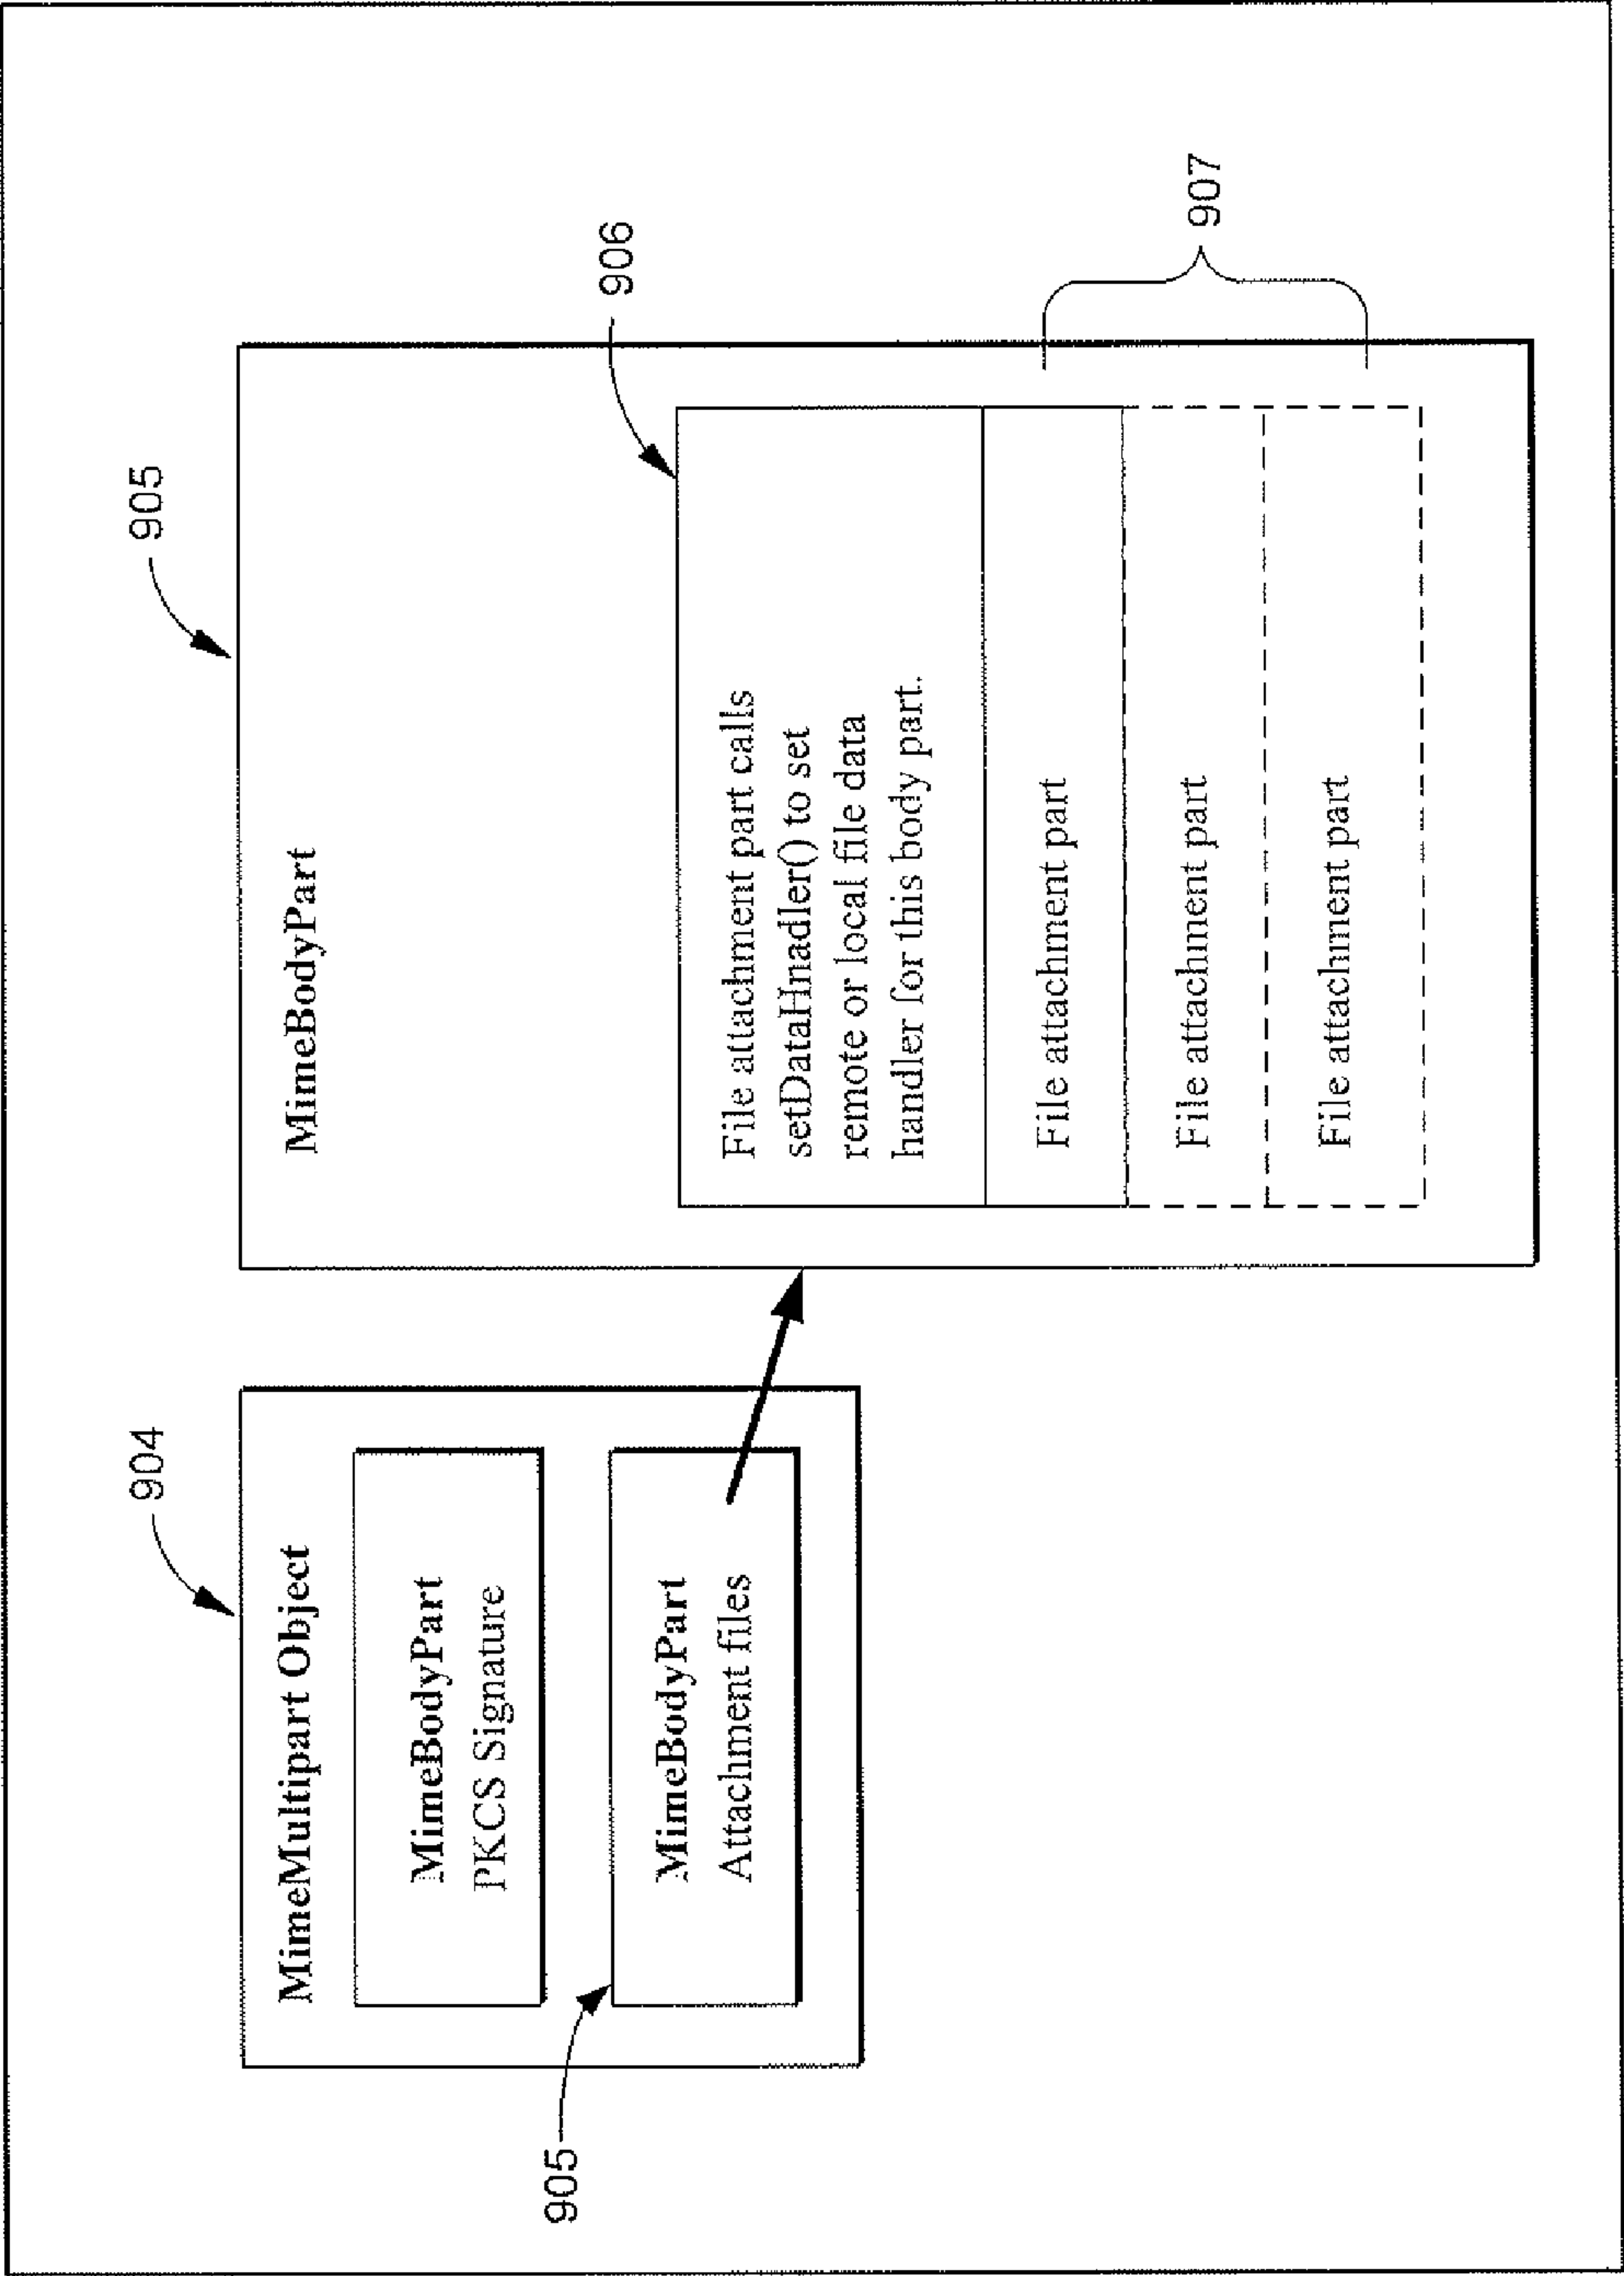 904
MimeMultipart Object
MimeBodyPart
PKCS Signature
905
MimeBodyPart
Attachment files
905
MimeBodyPart
906
File attachment part calls
setDataHnadler() to set
remote or local file data
handler for this body part.
File attachment part
File attachment part
File attachment part
907